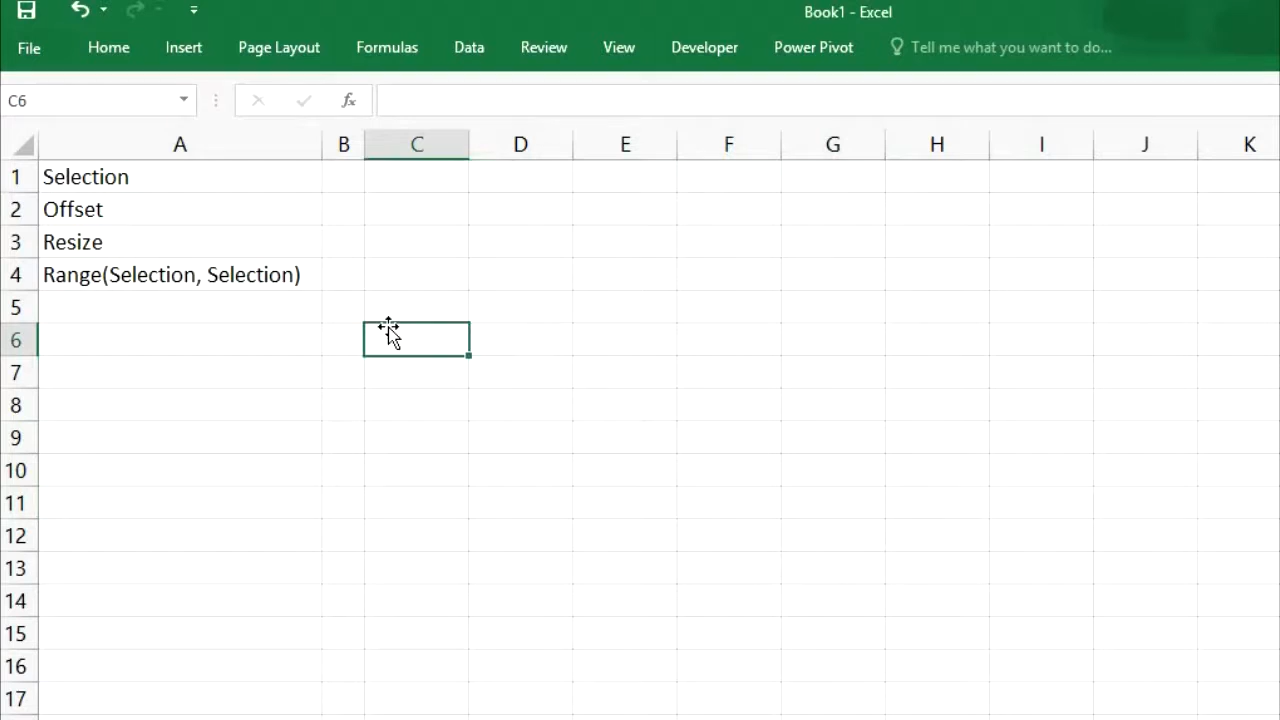 Book1 - Excel
File Home Insert Page Layout Formulas Data Review View Developer Power Pivot Tell me what you want to do...
C6 fx
A B C D E F G H I J K
1 Selection
2 Offset
3 Resize
4 Range(Selection, Selection)
5
6
7
8
9
10
11
12
13
14
15
16
17